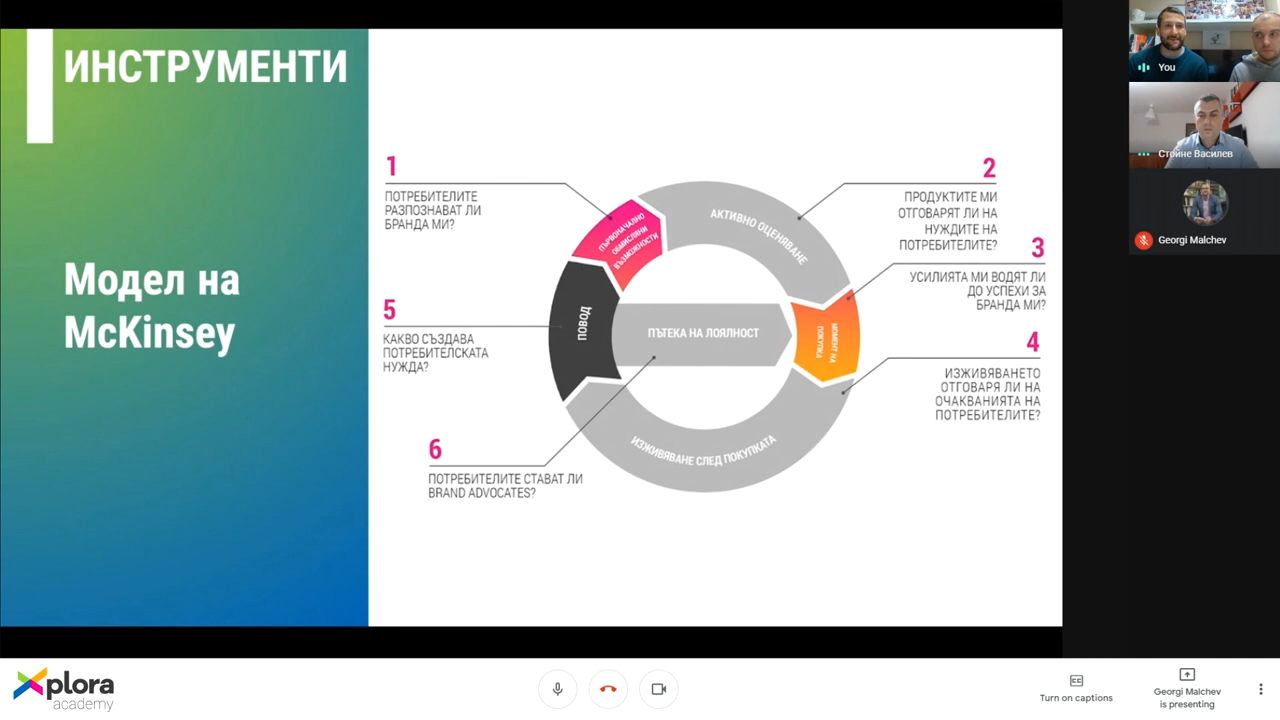 ИНСТРУМЕНТИ
Модел на
McKinsey
1
ПОТРЕБИТЕЛИТЕ
РАЗПОЗНАВАТ ЛИ
БРАНДА МИ?
2
ПРОДУКТИТЕ МИ
ОТГОВАРЯТ ЛИ НА
НУЖДИТЕ НА
ПОТРЕБИТЕЛИТЕ?
3
УСИЛИЯТА МИ ВОДЯТ ЛИ
ДО УСПЕХИ ЗА
БРАНДА МИ?
4
ИЗЖИВЯВАНЕТО
ОТГОВАРЯ ЛИ НА
ОЧАКВАНИЯТА НА
ПОТРЕБИТЕЛИТЕ?
5
КАКВО СЪЗДАВА
ПОТРЕБИТЕЛСКАТА
НУЖДА?
6
ПОТРЕБИТЕЛИТЕ СТАВАТ ЛИ
BRAND ADVOCATES?
ПЪРВОНАЧАЛНО
ОБМИСЛЯНИ
ВЪЗМОЖНОСТИ
АКТИВНО ОЦЕНЯВАНЕ
МОМЕНТ НА
ПОКУПКА
ИЗЖИВЯВАНЕ СЛЕД ПОКУПКАТА
ПОВОД
ПЪТЕКА НА ЛОЯЛНОСТ
You
Стойне Василев
Georgi Malchev
Xplora
academy
Turn on captions
Georgi Malchev
is presenting